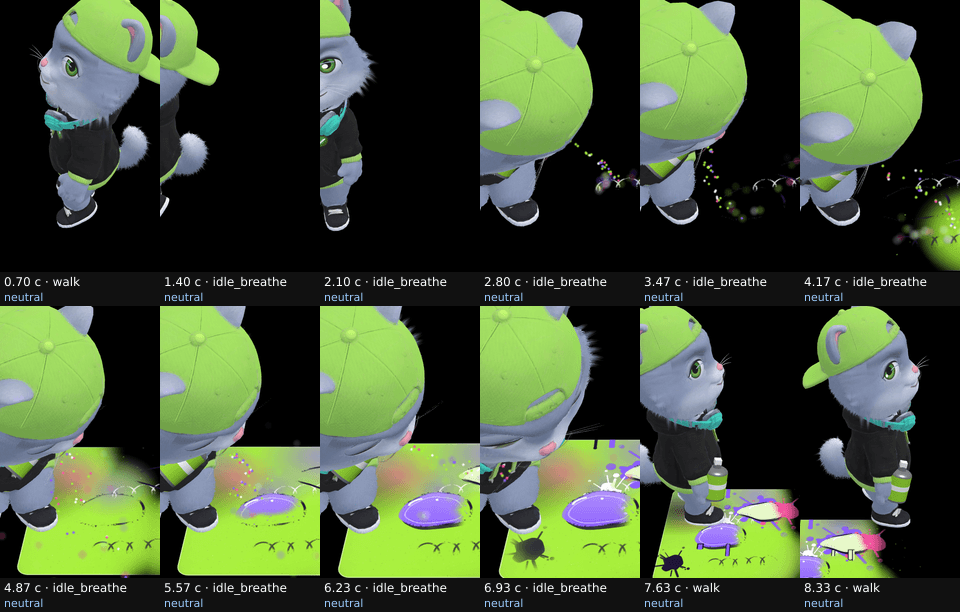 0.70 c · walk
neutral
1.40 c · idle_breathe
neutral
2.10 c · idle_breathe
neutral
2.80 c · idle_breathe
neutral
3.47 c · idle_breathe
neutral
4.17 c · idle_breathe
neutral
4.87 c · idle_breathe
neutral
5.57 c · idle_breathe
neutral
6.23 c · idle_breathe
neutral
6.93 c · idle_breathe
neutral
7.63 c · walk
neutral
8.33 c · walk
neutral